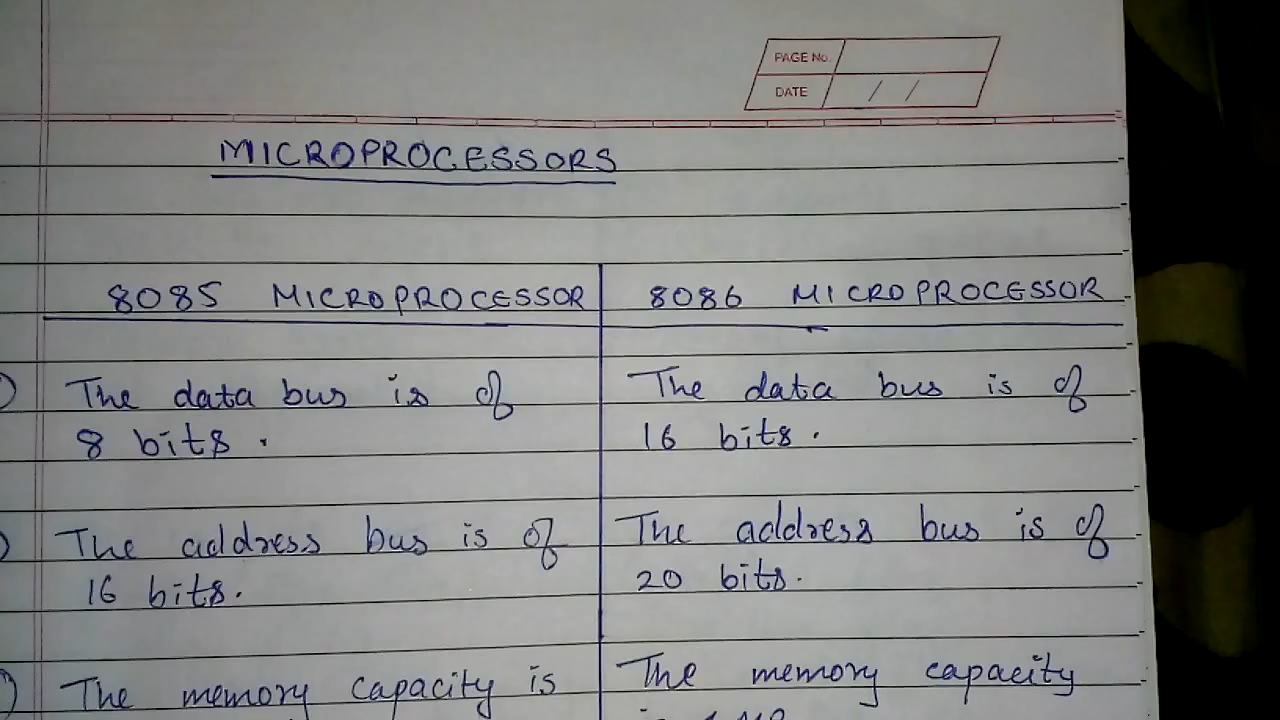 PAGE No.
DATE / /
MICROPROCESSORS
8085 MICROPROCESSOR
8086 MICROPROCESSOR
The data bus is of
8 bits.
The data bus is of
16 bits.
The address bus is of
16 bits.
The address bus is of
20 bits.
The memory capacity is
The memory capacity